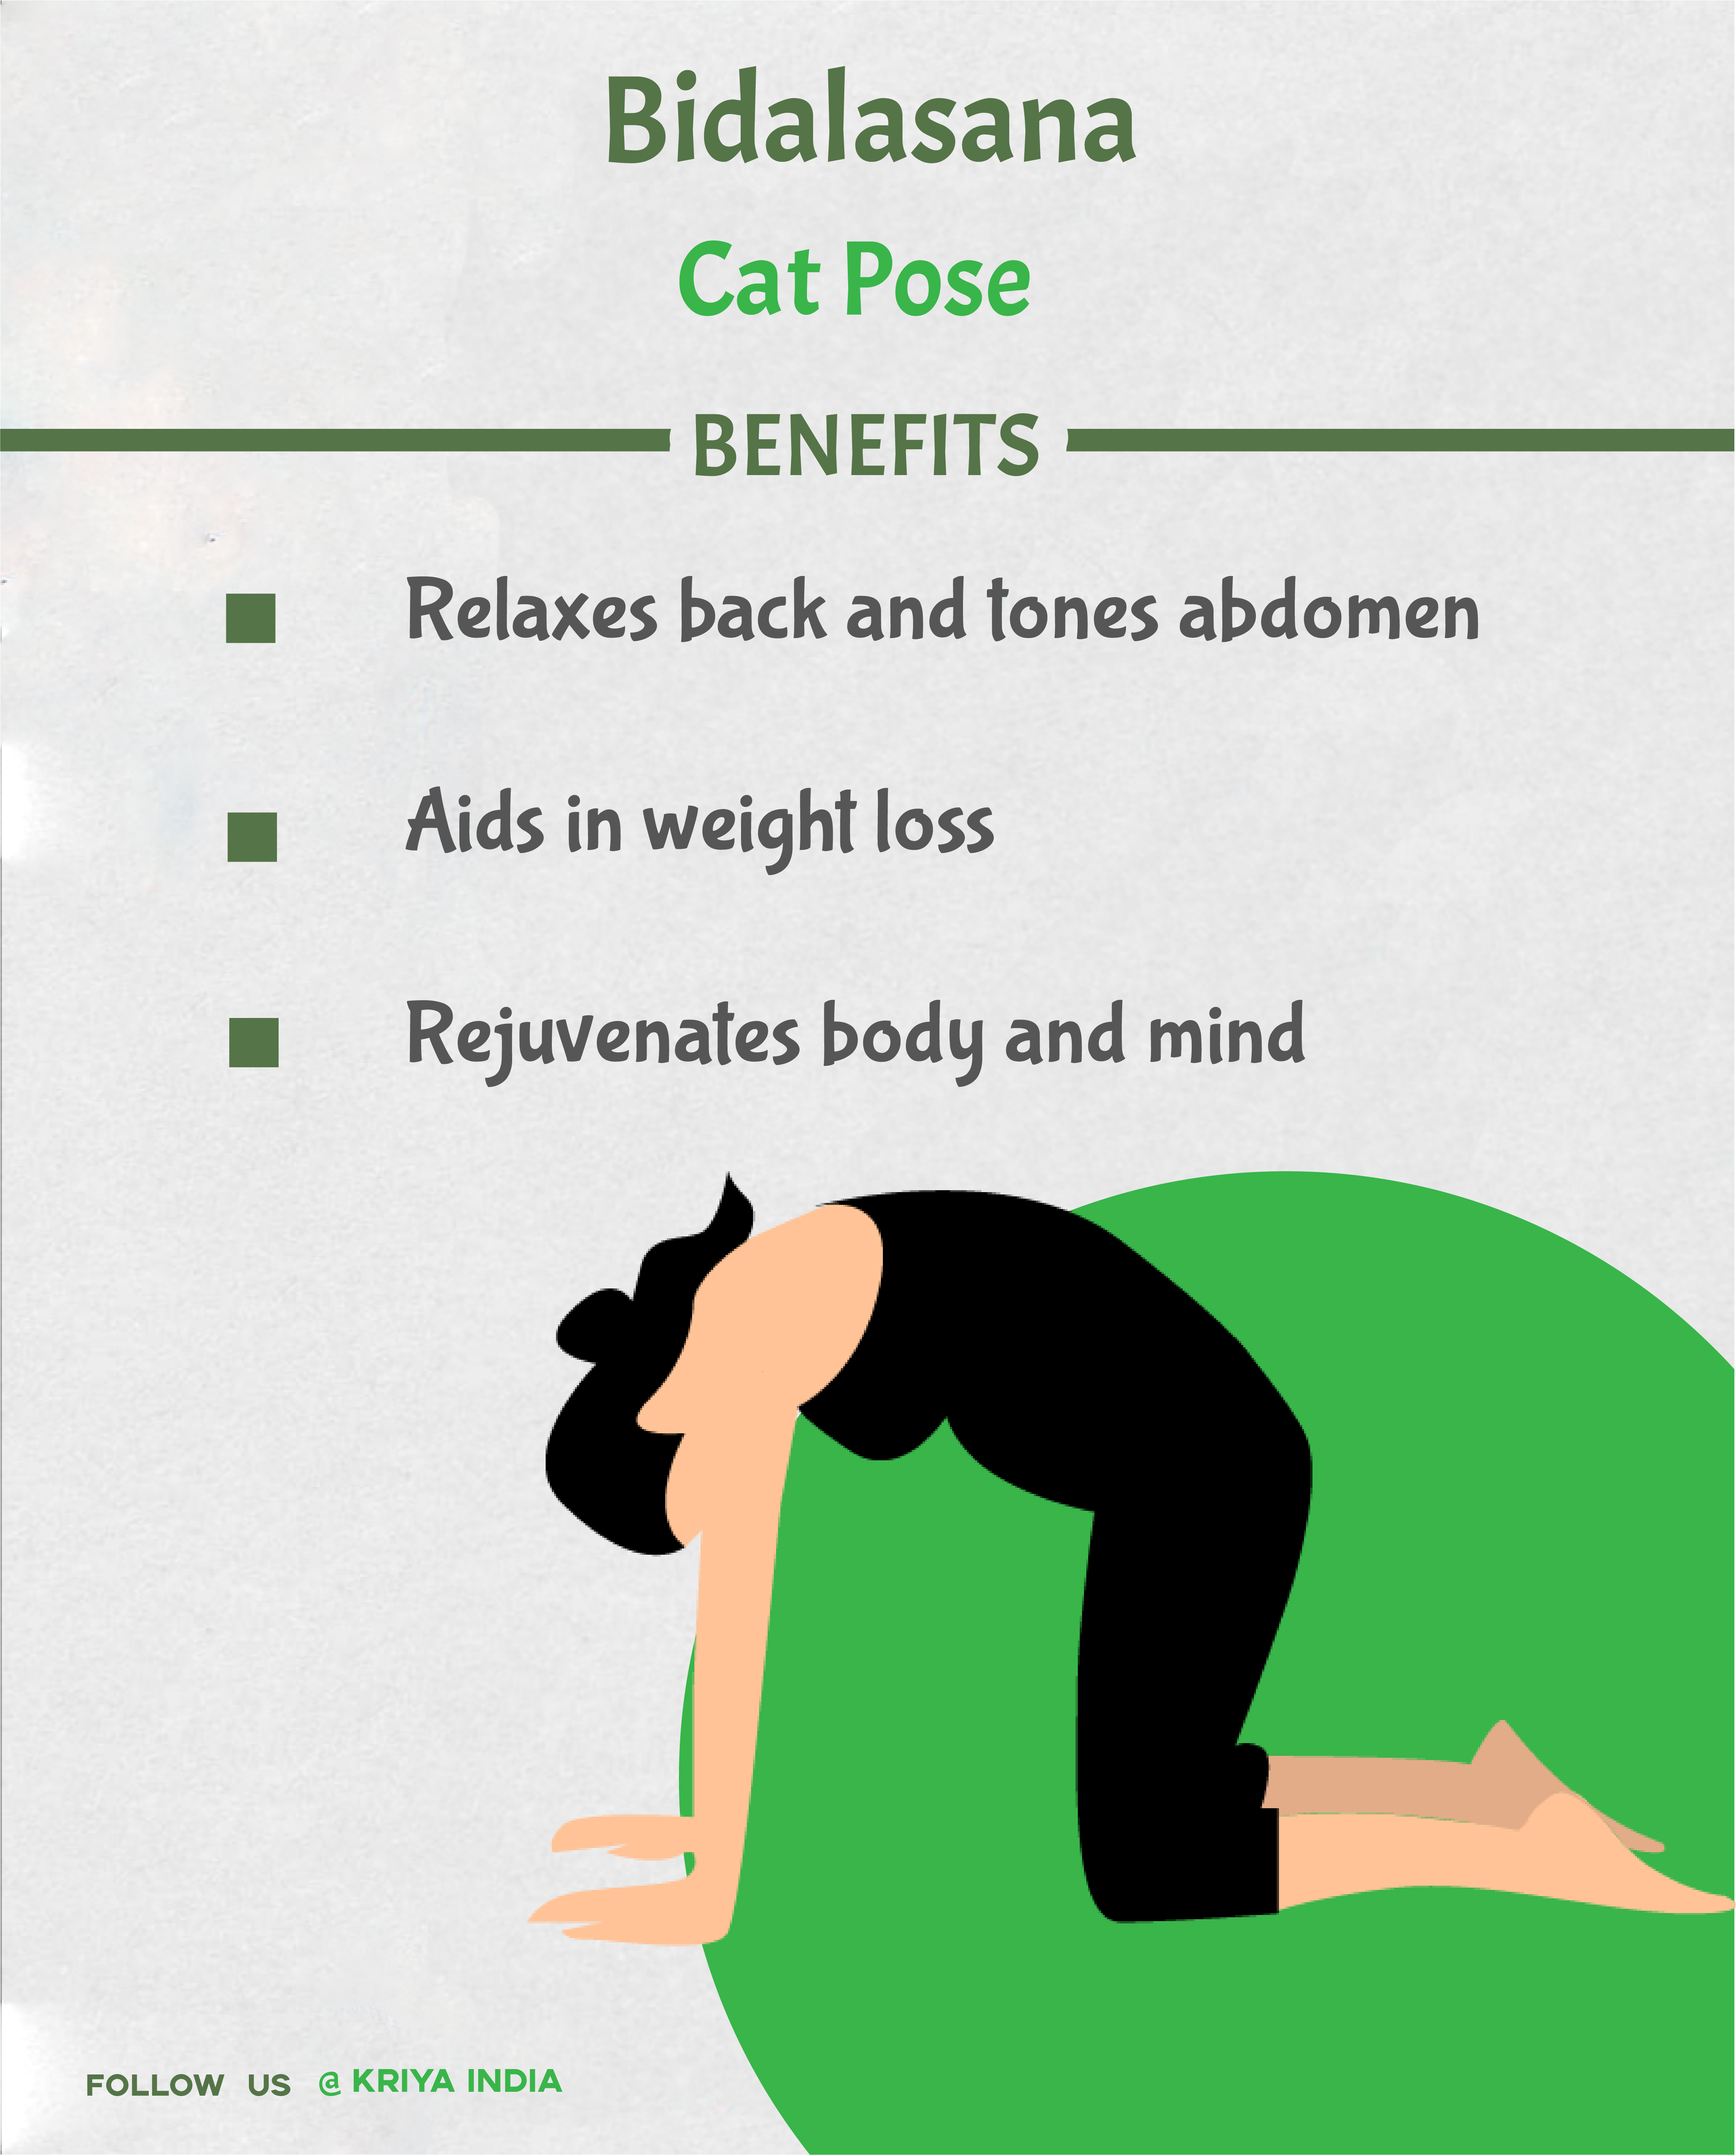 Bidalasana
Cat Pose
BENEFITS
Relaxes back and tones abdomen
Aids in weight loss
Rejuvenates body and mind
FOLLOW US @ KRIYA INDIA